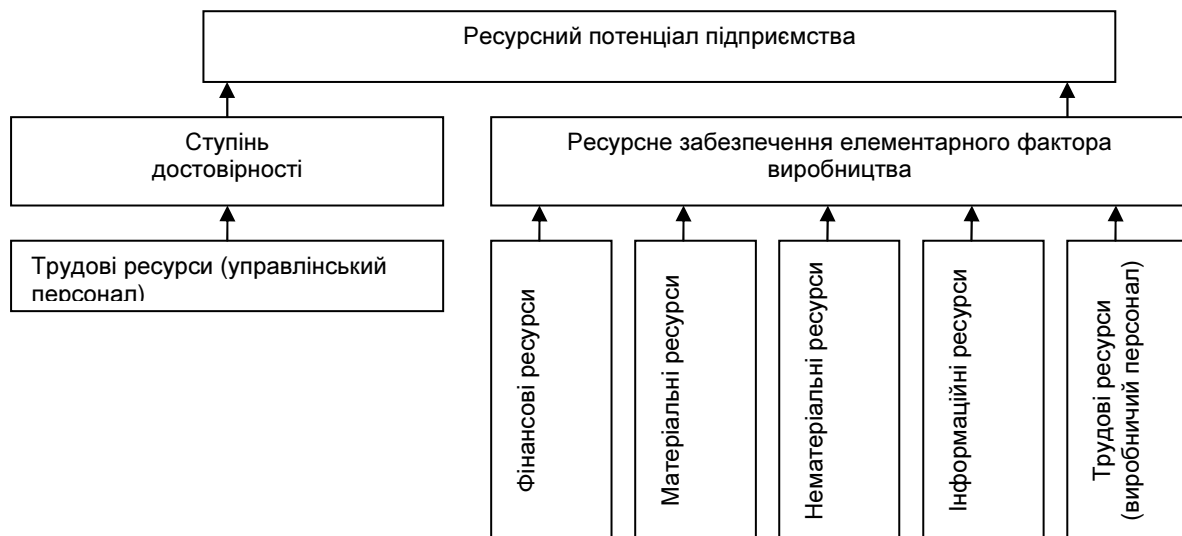 Ресурсний потенціал підприємства
Ступінь
достовірності
Ресурсне забезпечення елементарного фактора
виробництва
Трудові ресурси (управлінський
персонал)
Фінансові ресурси
Матеріальні ресурси
Нематеріальні ресурси
Інформаційні ресурси
Трудові ресурси
(виробничий персонал)